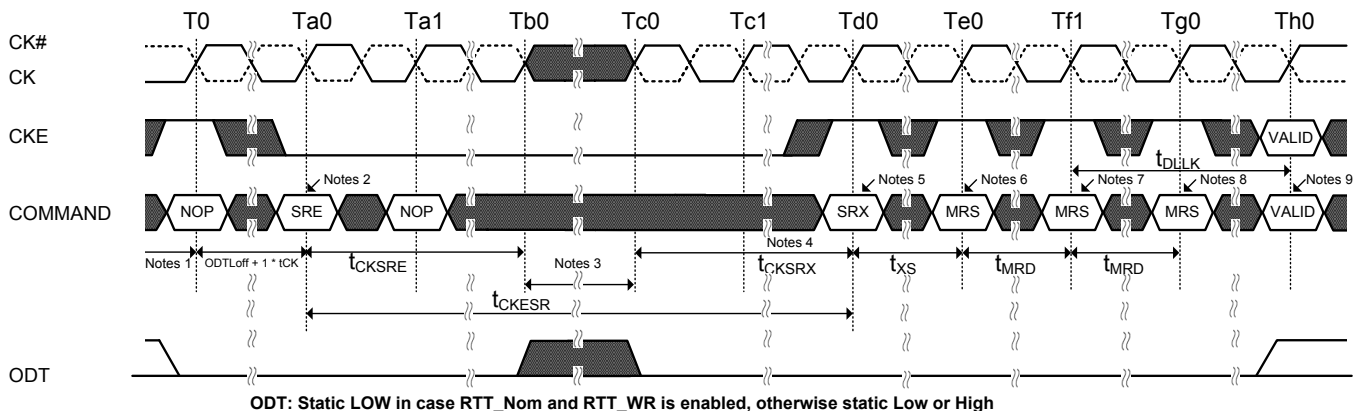 T0 Ta0 Ta1 Tb0 Tc0 Tc1 Td0 Te0 Tf1 Tg0 Th0
CK#
CK
CKE
VALID
tDLLK
Notes 2 Notes 5 Notes 6 Notes 7 Notes 8 Notes 9
COMMAND
NOP SRE NOP SRX MRS MRS MRS VALID
Notes 1 ODTLoff + 1 * tCK tCKSRE Notes 3 Notes 4 tCKSRX tXS tMRD tMRD
tCKESR
ODT
ODT: Static LOW in case RTT_Nom and RTT_WR is enabled, otherwise static Low or High